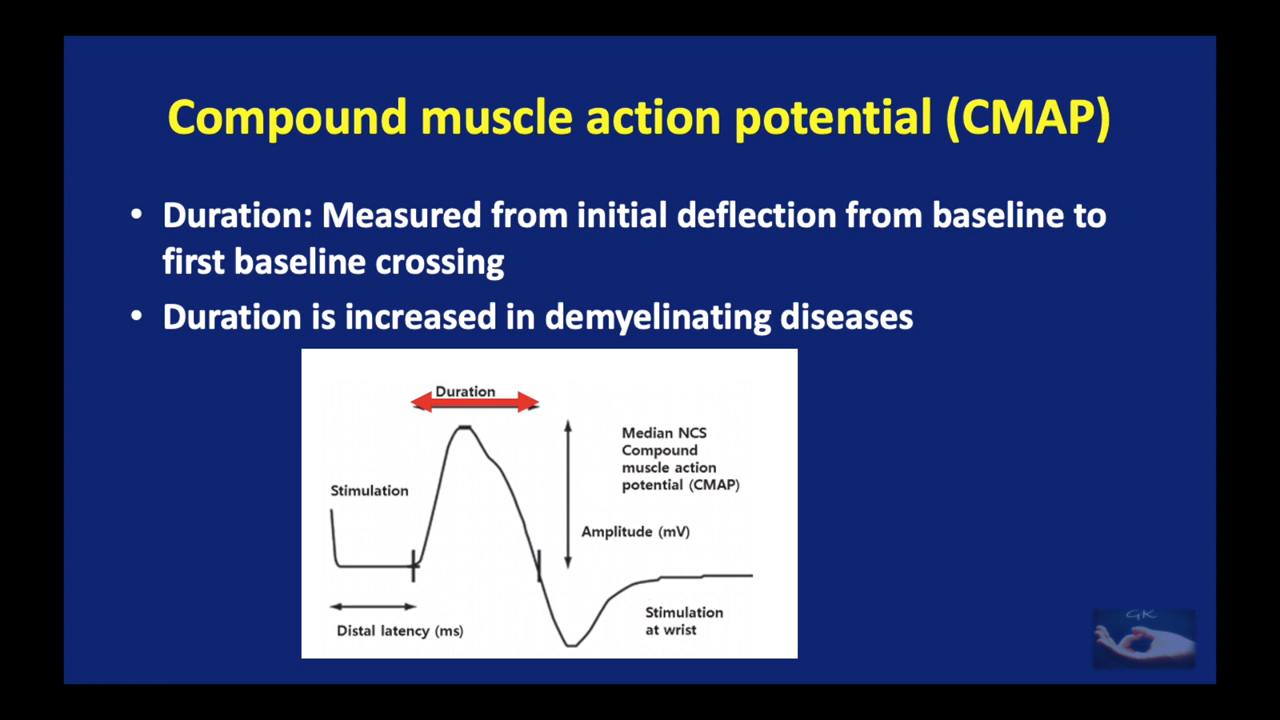 Compound muscle action potential (CMAP)
• Duration: Measured from initial deflection from baseline to
first baseline crossing
• Duration is increased in demyelinating diseases
Duration
Median NCS
Compound
muscle action
potential (CMAP)
Stimulation
Amplitude (mV)
Stimulation
at wrist
Distal latency (ms)
GK